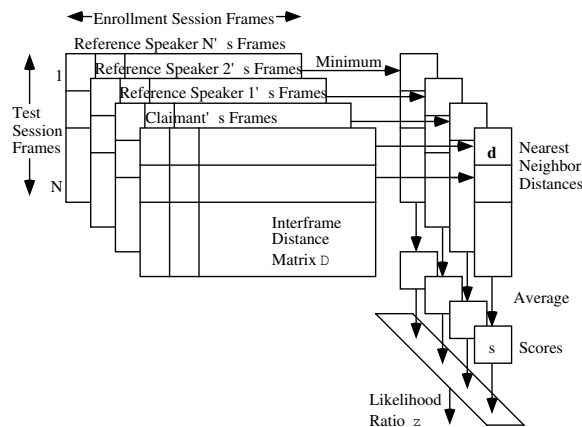 Enrollment Session Frames
Reference Speaker N' s Frames
1
Reference Speaker 2' s Frames
Minimum
Reference Speaker 1' s Frames
Test
Session
Frames
Claimant' s Frames
N
d
Nearest
Neighbor
Distances
Interframe
Distance
Matrix D
Average
s
Scores
Likelihood
Ratio z